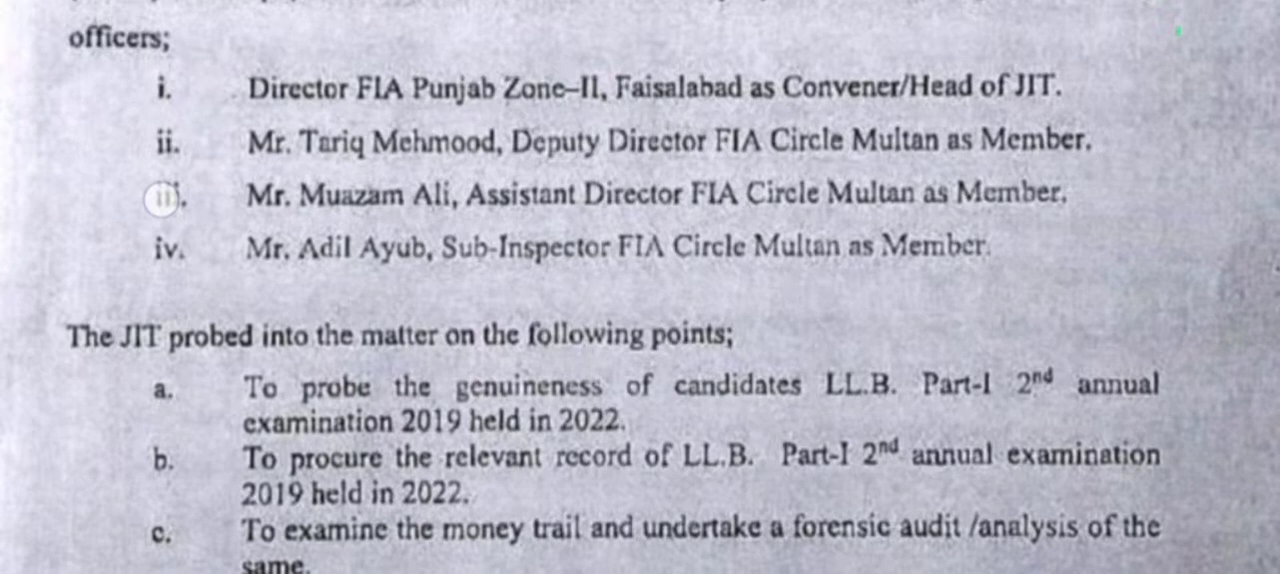 officers;
i. Director FIA Punjab Zone-II, Faisalabad as Convener/Head of JIT.
ii. Mr. Tariq Mehmood, Deputy Director FIA Circle Multan as Member.
iii. Mr. Muazam Ali, Assistant Director FIA Circle Multan as Member.
iv. Mr. Adil Ayub, Sub-Inspector FIA Circle Multan as Member.
The JIT probed into the matter on the following points;
a. To probe the genuineness of candidates LL.B. Part-I 2nd annual
examination 2019 held in 2022.
b. To procure the relevant record of LL.B. Part-I 2nd annual examination
2019 held in 2022.
c. To examine the money trail and undertake a forensic audit /analysis of the
same.